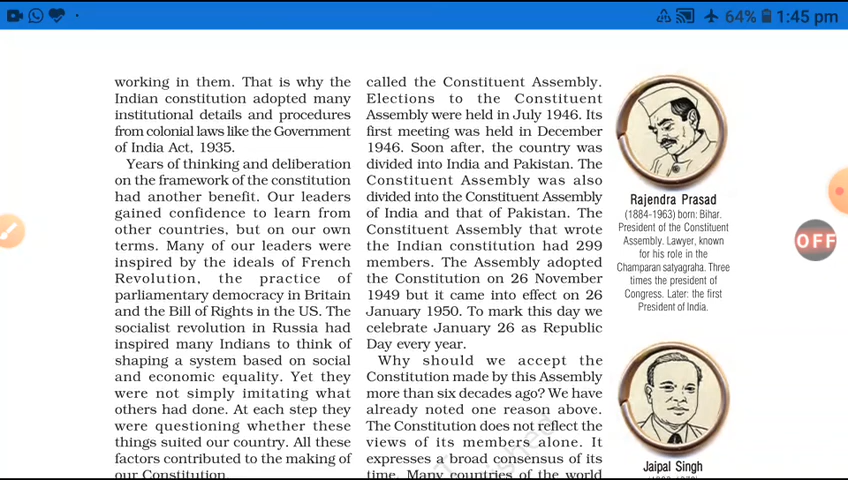 64% 1:45 pm
working in them. That is why the
Indian constitution adopted many
institutional details and procedures
from colonial laws like the Government
of India Act, 1935.
Years of thinking and deliberation
on the framework of the constitution
had another benefit. Our leaders
gained confidence to learn from
other countries, but on our own
terms. Many of our leaders were
inspired by the ideals of French
Revolution, the practice of
parliamentary democracy in Britain
and the Bill of Rights in the US. The
socialist revolution in Russia had
inspired many Indians to think of
shaping a system based on social
and economic equality. Yet they
were not simply imitating what
others had done. At each step they
were questioning whether these
things suited our country. All these
factors contributed to the making of
our Constitution.
called the Constituent Assembly.
Elections to the Constituent
Assembly were held in July 1946. Its
first meeting was held in December
1946. Soon after, the country was
divided into India and Pakistan. The
Constituent Assembly was also
divided into the Constituent Assembly
of India and that of Pakistan. The
Constituent Assembly that wrote
the Indian constitution had 299
members. The Assembly adopted
the Constitution on 26 November
1949 but it came into effect on 26
January 1950. To mark this day we
celebrate January 26 as Republic
Day every year.
Why should we accept the
Constitution made by this Assembly
more than six decades ago? We have
already noted one reason above.
The Constitution does not reflect the
views of its members alone. It
expresses a broad consensus of its
time. Many countries of the world
Rajendra Prasad
(1884-1963) born: Bihar.
President of the Constituent
Assembly. Lawyer, known
for his role in the
Champaran satyagraha. Three
times the president of
Congress. Later: the first
President of India.
OFF
Jaipal Singh